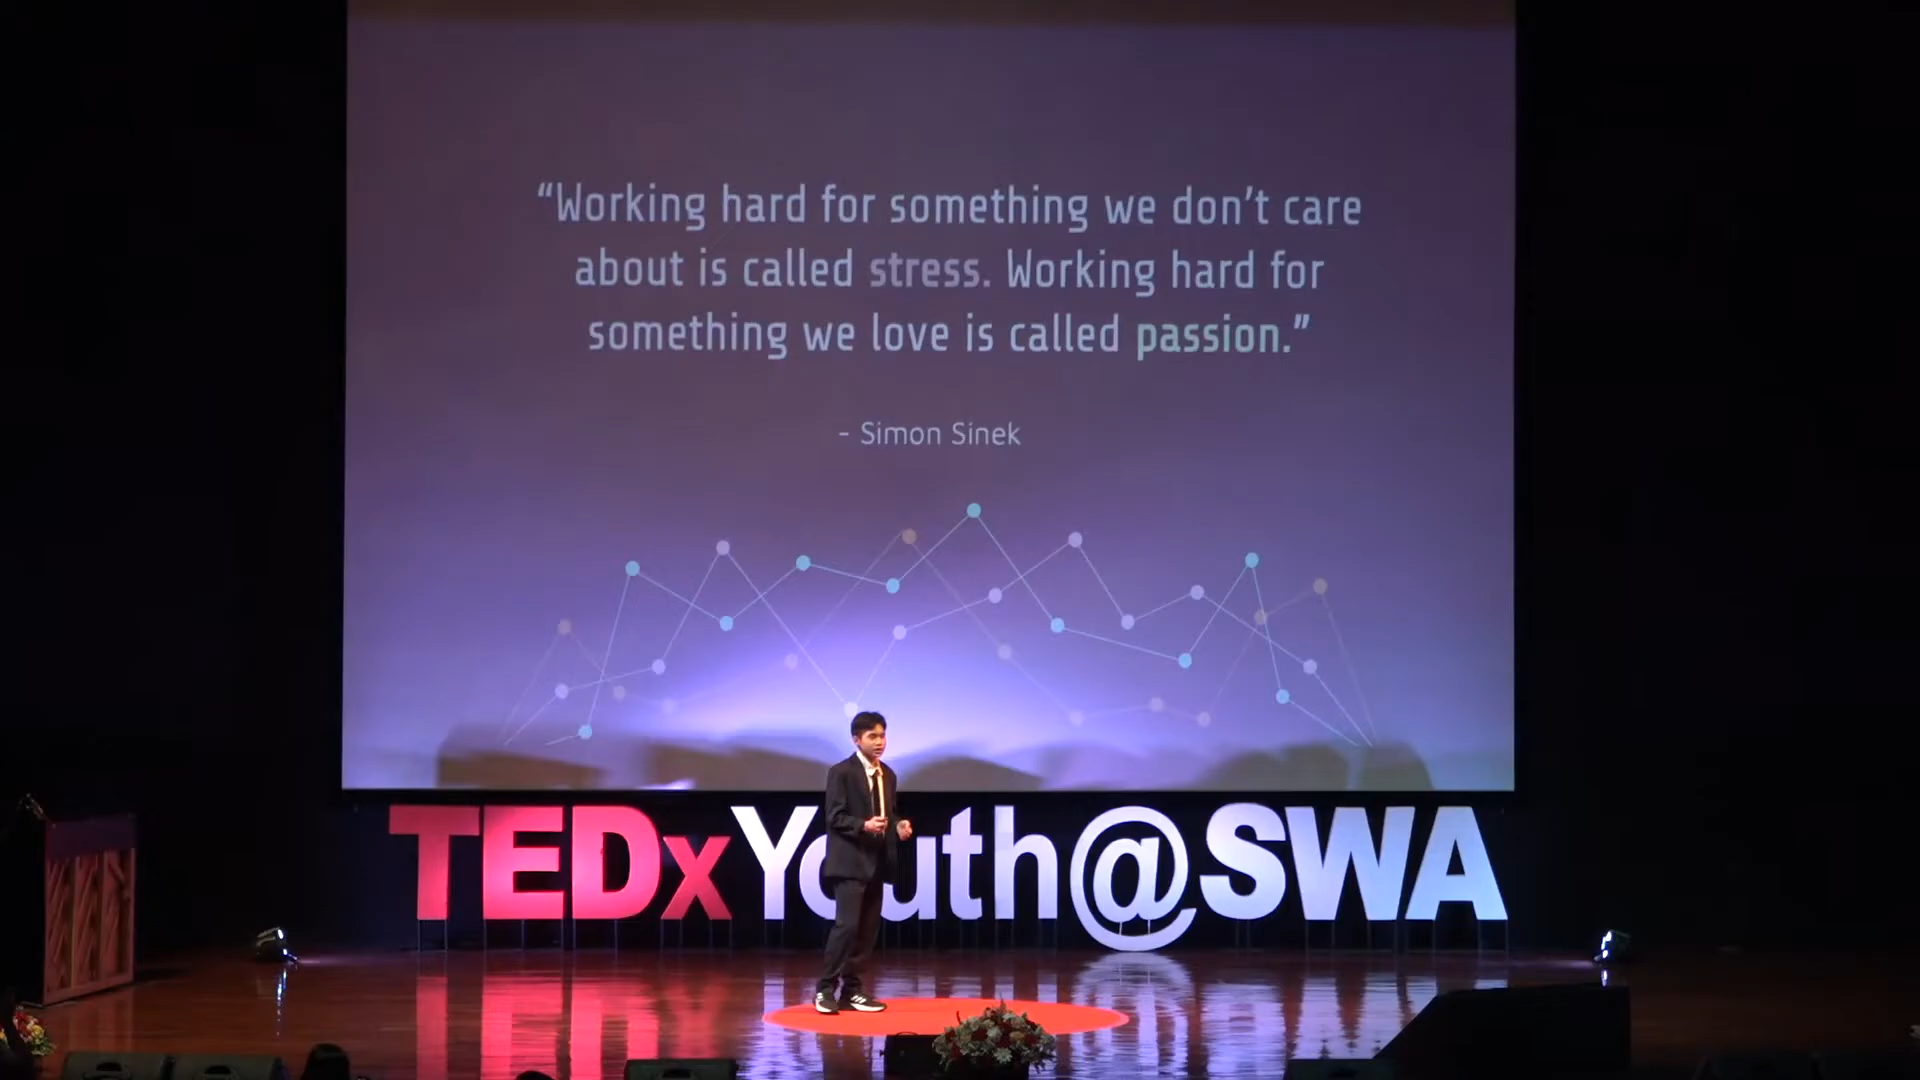 “Working hard for something we don’t care
about is called stress. Working hard for
something we love is called passion.”
- Simon Sinek
TEDxYouth@SWA